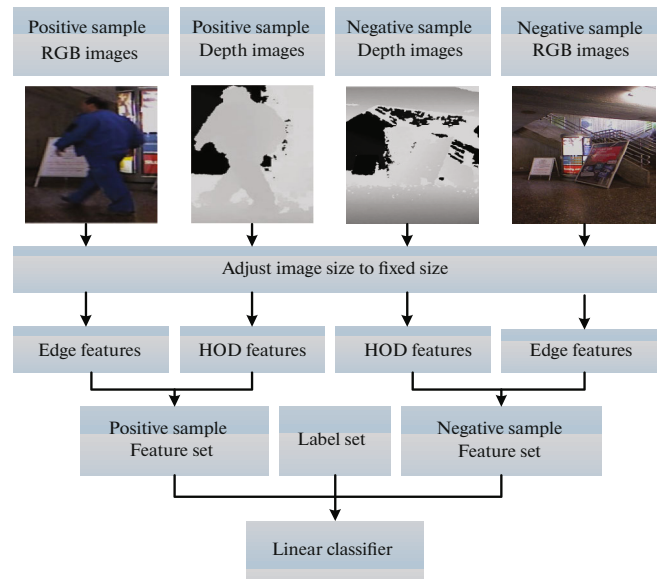 Positive sample
RGB images
Positive sample
Depth images
Negative sample
Depth images
Negative sample
RGB images
Adjust image size to fixed size
Edge features
HOD features
HOD features
Edge features
Positive sample
Feature set
Label set
Negative sample
Feature set
Linear classifier